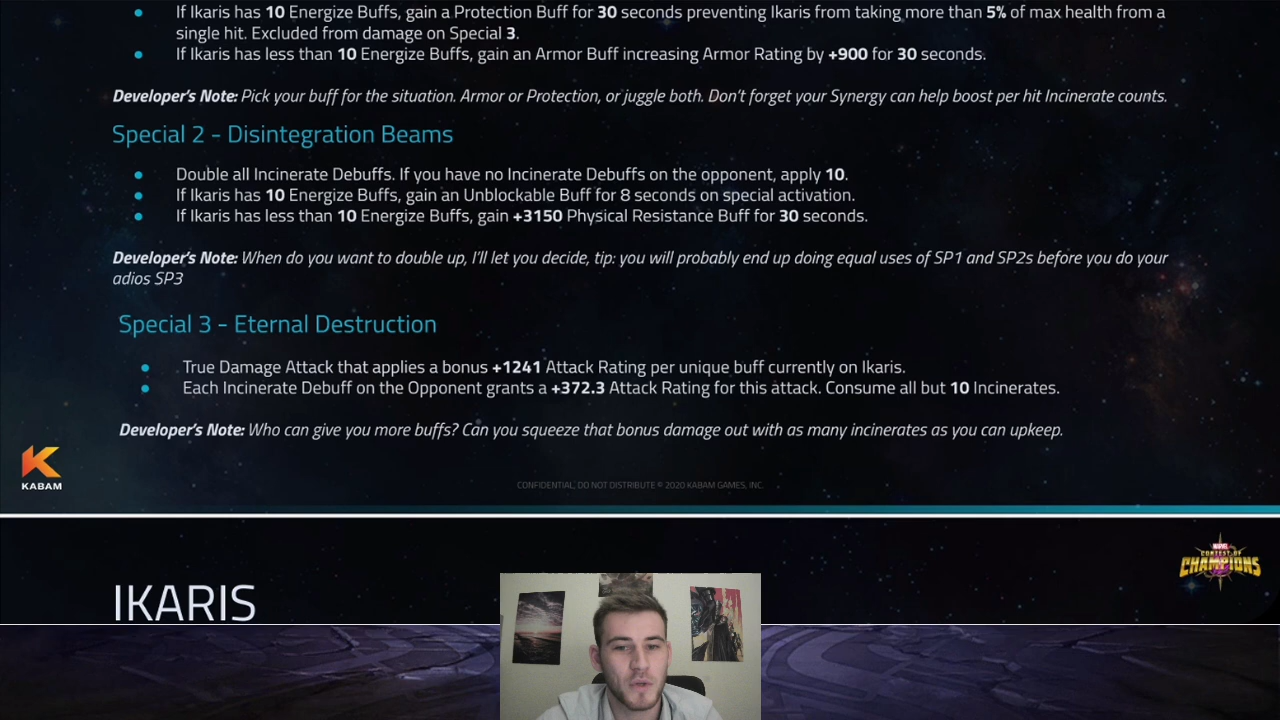 If Ikaris has 10 Energize Buffs, gain a Protection Buff for 30 seconds preventing Ikaris from taking more than 5% of max health from a
single hit. Excluded from damage on Special 3.
If Ikaris has less than 10 Energize Buffs, gain an Armor Buff increasing Armor Rating by +900 for 30 seconds.
Developer's Note: Pick your buff for the situation. Armor or Protection, or juggle both. Don't forget your Synergy can help boost per hit Incinerate counts.
Special 2 - Disintegration Beams
Double all Incinerate Debuffs. If you have no Incinerate Debuffs on the opponent, apply 10.
If Ikaris has 10 Energize Buffs, gain an Unblockable Buff for 8 seconds on special activation.
If Ikaris has less than 10 Energize Buffs, gain +3150 Physical Resistance Buff for 30 seconds.
Developer's Note: When do you want to double up, I'll let you decide, tip: you will probably end up doing equal uses of SP1 and SP2s before you do your
adios SP3
Special 3 - Eternal Destruction
True Damage Attack that applies a bonus +1241 Attack Rating per unique buff currently on Ikaris.
Each Incinerate Debuff on the Opponent grants a +372.3 Attack Rating for this attack. Consume all but 10 Incinerates.
Developer's Note: Who can give you more buffs? Can you squeeze that bonus damage out with as many incinerates as you can upkeep.
KABAM
CONFIDENTIAL, DO NOT DISTRIBUTE © 2020 KABAM GAMES, INC.
MARVEL
CONTEST OF
CHAMPIONS
IKARIS